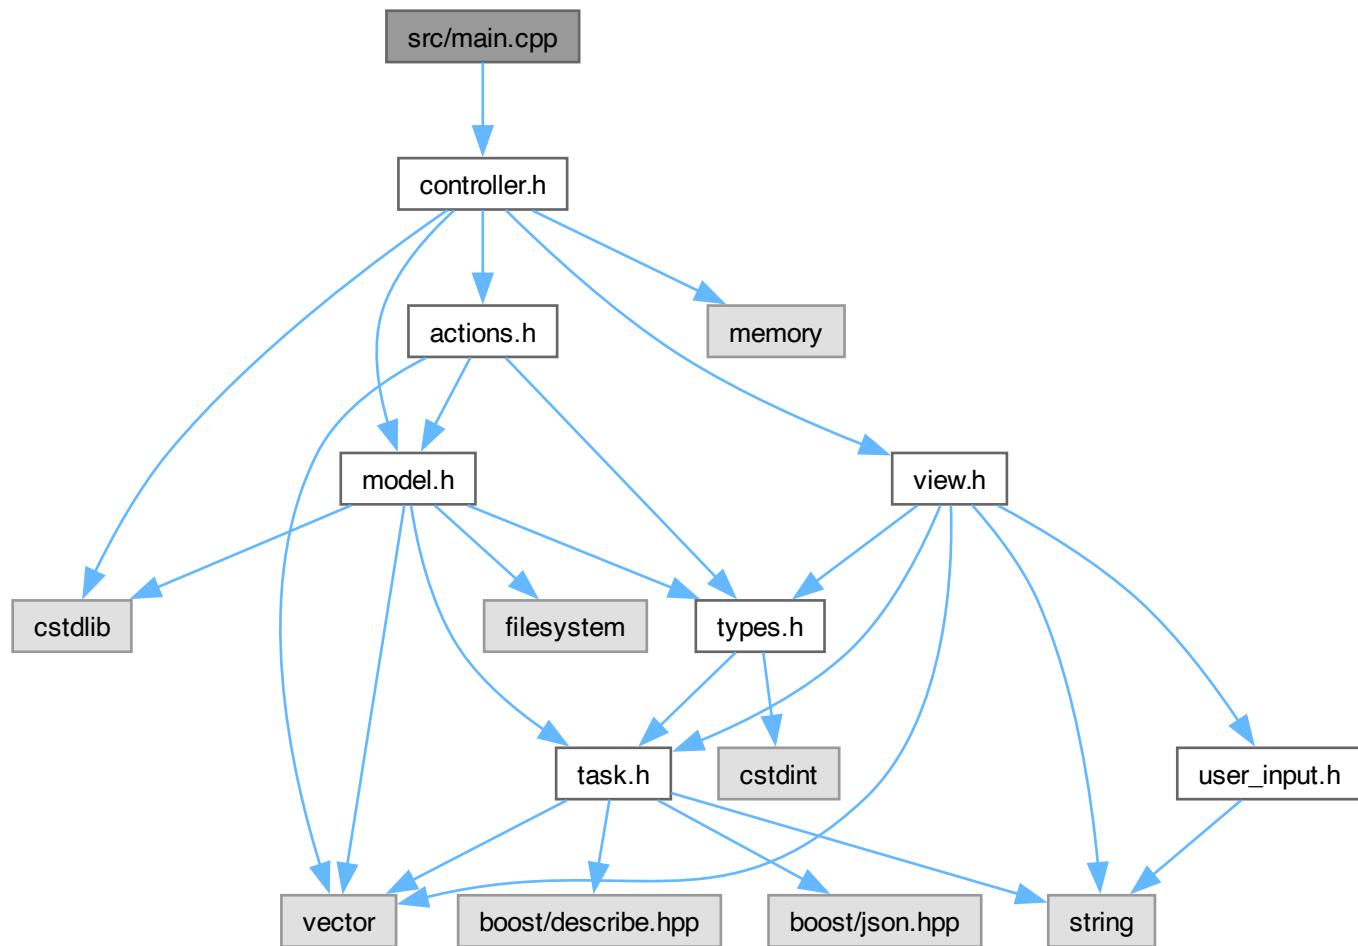 src/main.cpp
controller.h
actions.h
memory
model.h
view.h
cstdlib
filesystem
types.h
task.h
cstdint
user_input.h
vector
boost/describe.hpp
boost/json.hpp
string